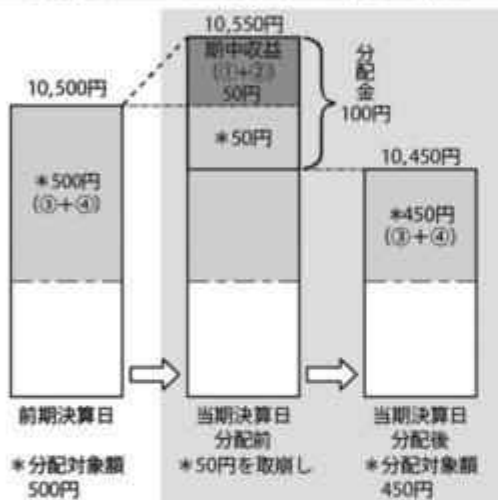 10,550円
期中収益
(①+②)
50円
*50円
分配金
100円
10,500円
*500円
(③+④)
10,450円
*450円
(③+④)
前期決算日
*分配対象額
500円
当期決算日
分配前
*50円を取崩し
当期決算日
分配後
*分配対象額
450円